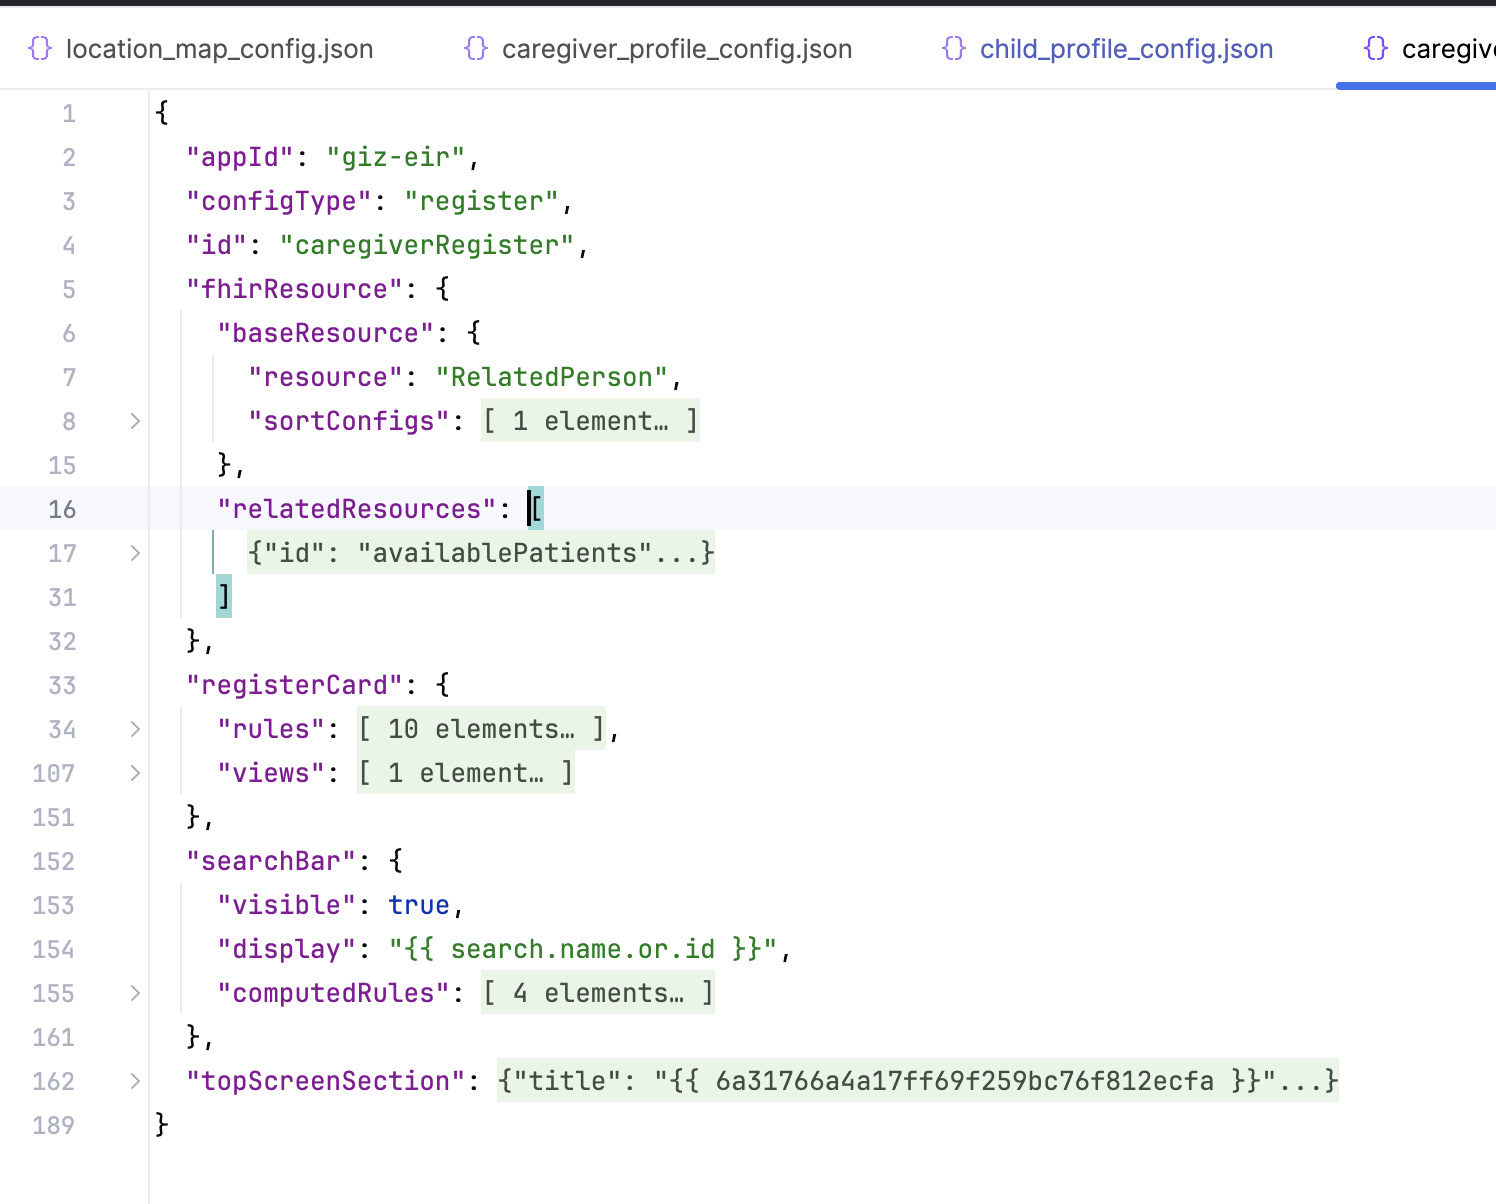 location_map_config.json caregiver_profile_config.json child_profile_config.json caregive
1 {
2 "appId": "giz-eir",
3 "configType": "register",
4 "id": "caregiverRegister",
5 "fhirResource": {
6 "baseResource": {
7 "resource": "RelatedPerson",
8 "sortConfigs": [ 1 element… ]
15 },
16 "relatedResources": [
17 {"id": "availablePatients"...}
31 ]
32 },
33 "registerCard": {
34 "rules": [ 10 elements… ],
107 "views": [ 1 element… ]
151 },
152 "searchBar": {
153 "visible": true,
154 "display": "{{ search.name.or.id }}",
155 "computedRules": [ 4 elements… ]
161 },
162 "topScreenSection": {"title": "{{ 6a31766a4a17ff69f259bc76f812ecfa }}"...}
189 }